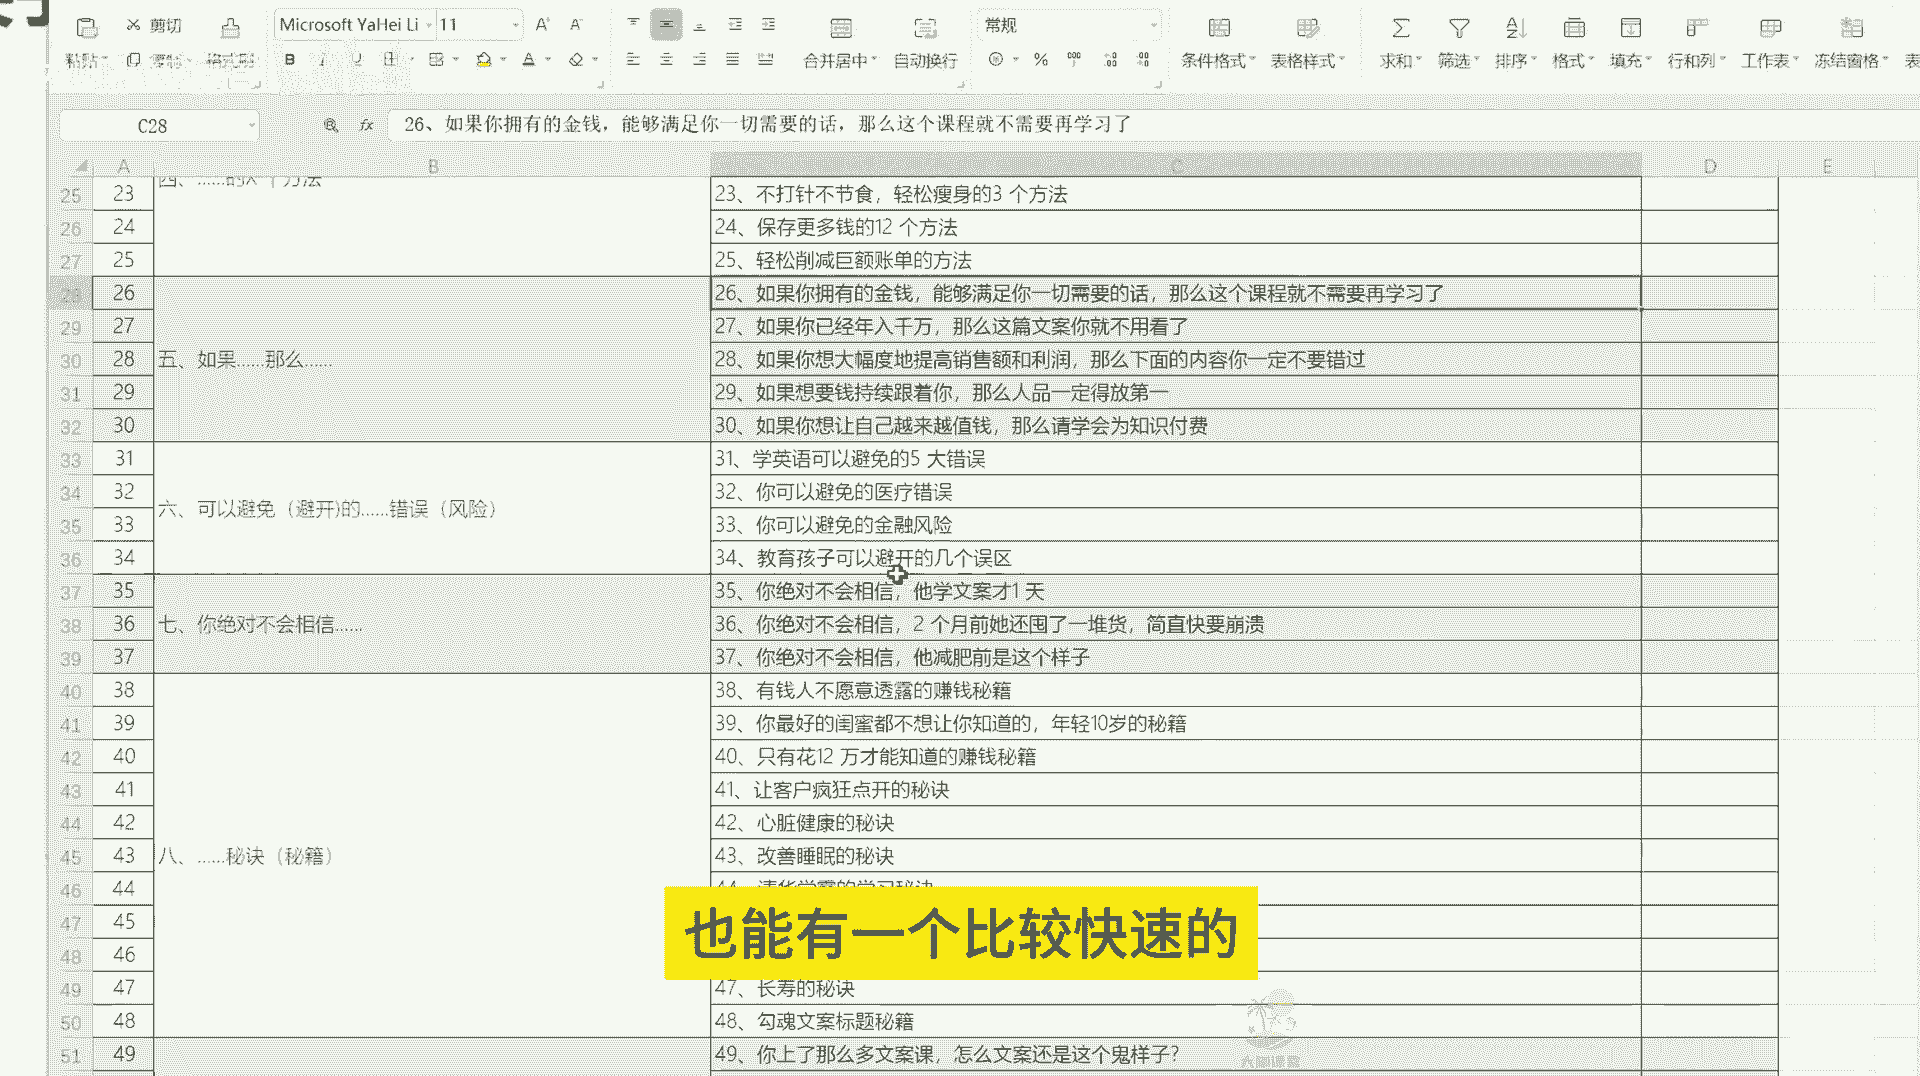 剪切
Microsoft YaHei Li 11 A+ A-
常规
粘贴
B I U A
合并居中 自动换行
%
条件格式 表格样式 求和 筛选 排序 格式 填充 行和列 工作表 冻结窗格
C28 fx 26、如果你拥有的金钱，能够满足你一切需要的话，那么这个课程就不需要再学习了
A B C D E
25 23 23、不打针不节食，轻松瘦身的3 个方法
26 24 24、保存更多钱的12 个方法
27 25 25、轻松削减巨额账单的方法
28 26 26、如果你拥有的金钱，能够满足你一切需要的话，那么这个课程就不需要再学习了
29 27 27、如果你已经年入千万，那么这篇文案你就不用看了
30 28 五、如果......那么...... 28、如果你想大幅度地提高销售额和利润，那么下面的内容你一定不要错过
31 29 29、如果想要钱持续跟着你，那么人品一定得放第一
32 30 30、如果你想让自己越来越值钱，那么请学会为知识付费
33 31 31、学英语可以避免的5 大错误
34 32 六、可以避免（避开)的......错误（风险） 32、你可以避免的医疗错误
35 33 33、你可以避免的金融风险
36 34 34、教育孩子可以避开的几个误区
37 35 35、你绝对不会相信，他学文案才1 天
38 36 七、你绝对不会相信...... 36、你绝对不会相信，2 个月前她还囤了一堆货，简直快要崩溃
39 37 37、你绝对不会相信，他减肥前是这个样子
40 38 38、有钱人不愿意透露的赚钱秘籍
41 39 39、你最好的闺蜜都不想让你知道的，年轻10岁的秘籍
42 40 40、只有花12 万才能知道的赚钱秘籍
43 41 41、让客户疯狂点开的秘诀
44 42 42、心脏健康的秘诀
45 43 八、......秘诀（秘籍） 43、改善睡眠的秘诀
46 44
47 45
48 46
49 47 47、长寿的秘诀
50 48 48、勾魂文案标题秘籍
51 49 49、你上了那么多文案课，怎么文案还是这个鬼样子？
也能有一个比较快速的